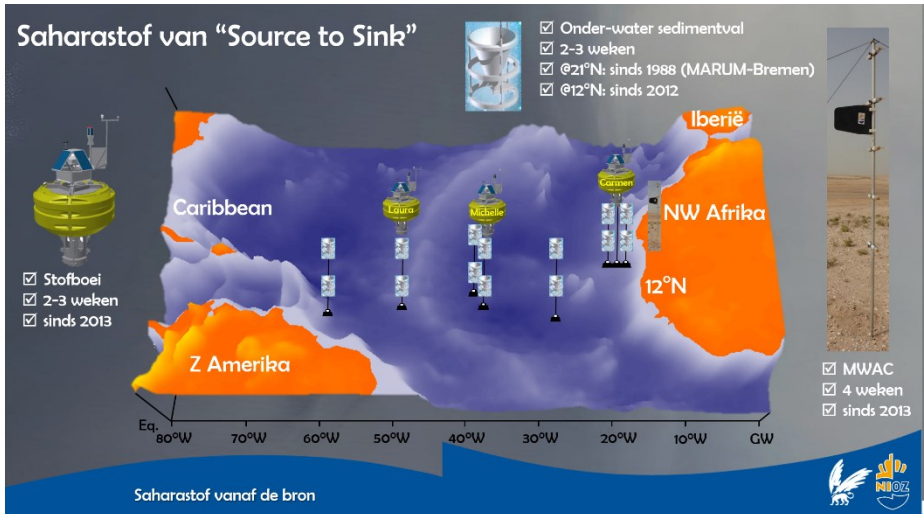 Saharastof van “Source to Sink”
☑ Onder-water sedimentval
☑ 2-3 weken
☑ @21°N: sinds 1988 (MARUM-Bremen)
☑ @12°N: sinds 2012
Iberië
Carmen
Laura
Michelle
Caribbean
NW Afrika
☑ Stofboei
☑ 2-3 weken
☑ sinds 2013
12°N
Z Amerika
☑ MWAC
☑ 4 weken
☑ sinds 2013
Eq.
80°W 70°W 60°W 50°W 40°W 30°W 20°W 10°W GW
Saharastof vanaf de bron
NIOZ